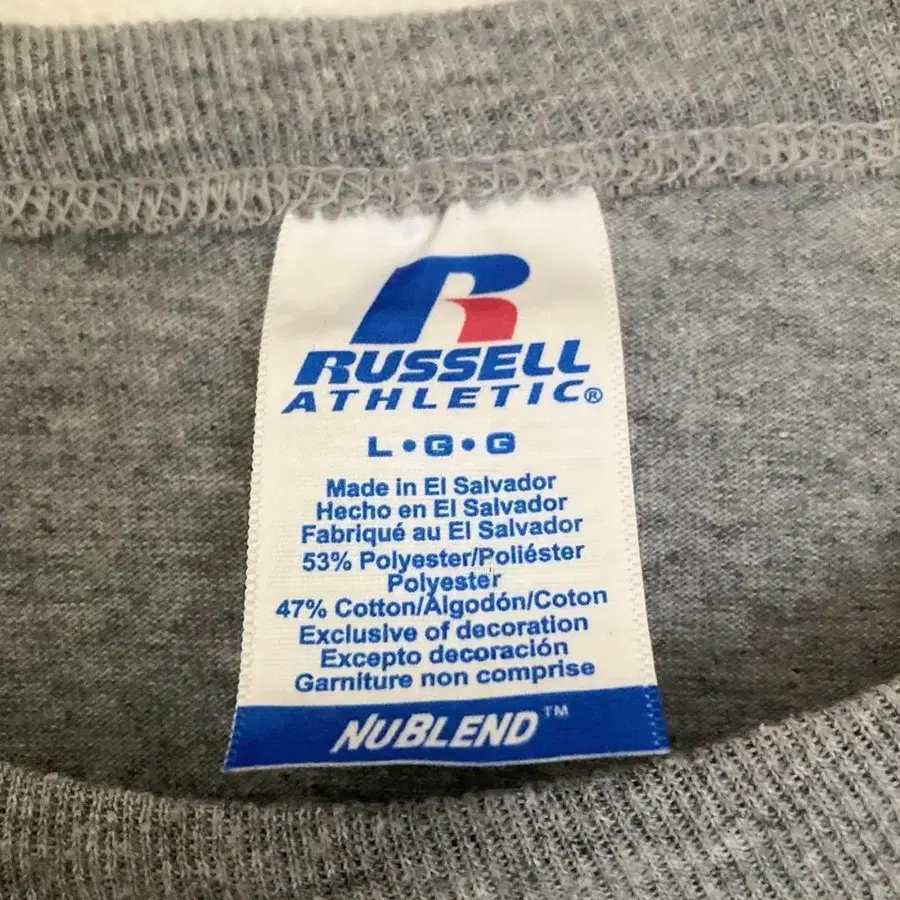 R
RUSSELL
ATHLETIC®
L•G•G
Made in El Salvador
Hecho en El Salvador
Fabriqué au El Salvador
53% Polyester/Poliéster
Polyester
47% Cotton/Algodón/Coton
Exclusive of decoration
Excepto decoración
Garniture non comprise
NUBLEND™